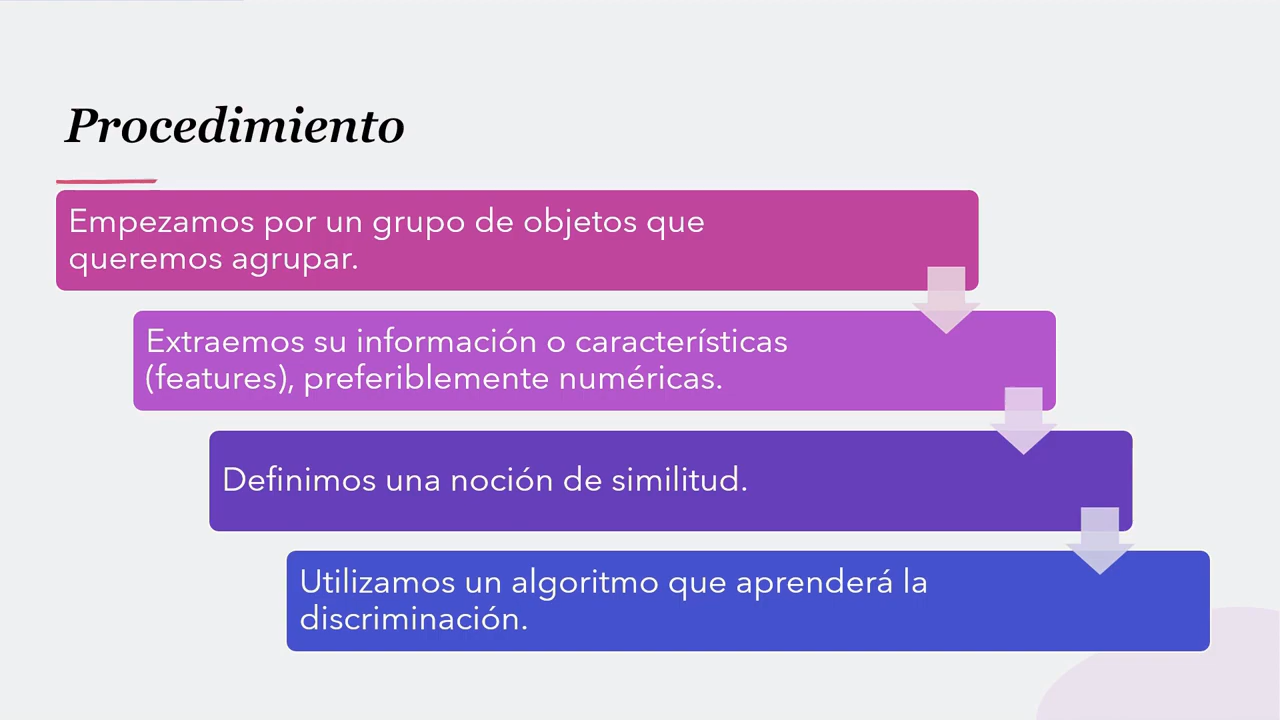 Procedimiento
Empezamos por un grupo de objetos que
queremos agrupar.
Extraemos su información o características
(features), preferiblemente numéricas.
Definimos una noción de similitud.
Utilizamos un algoritmo que aprenderá la
discriminación.